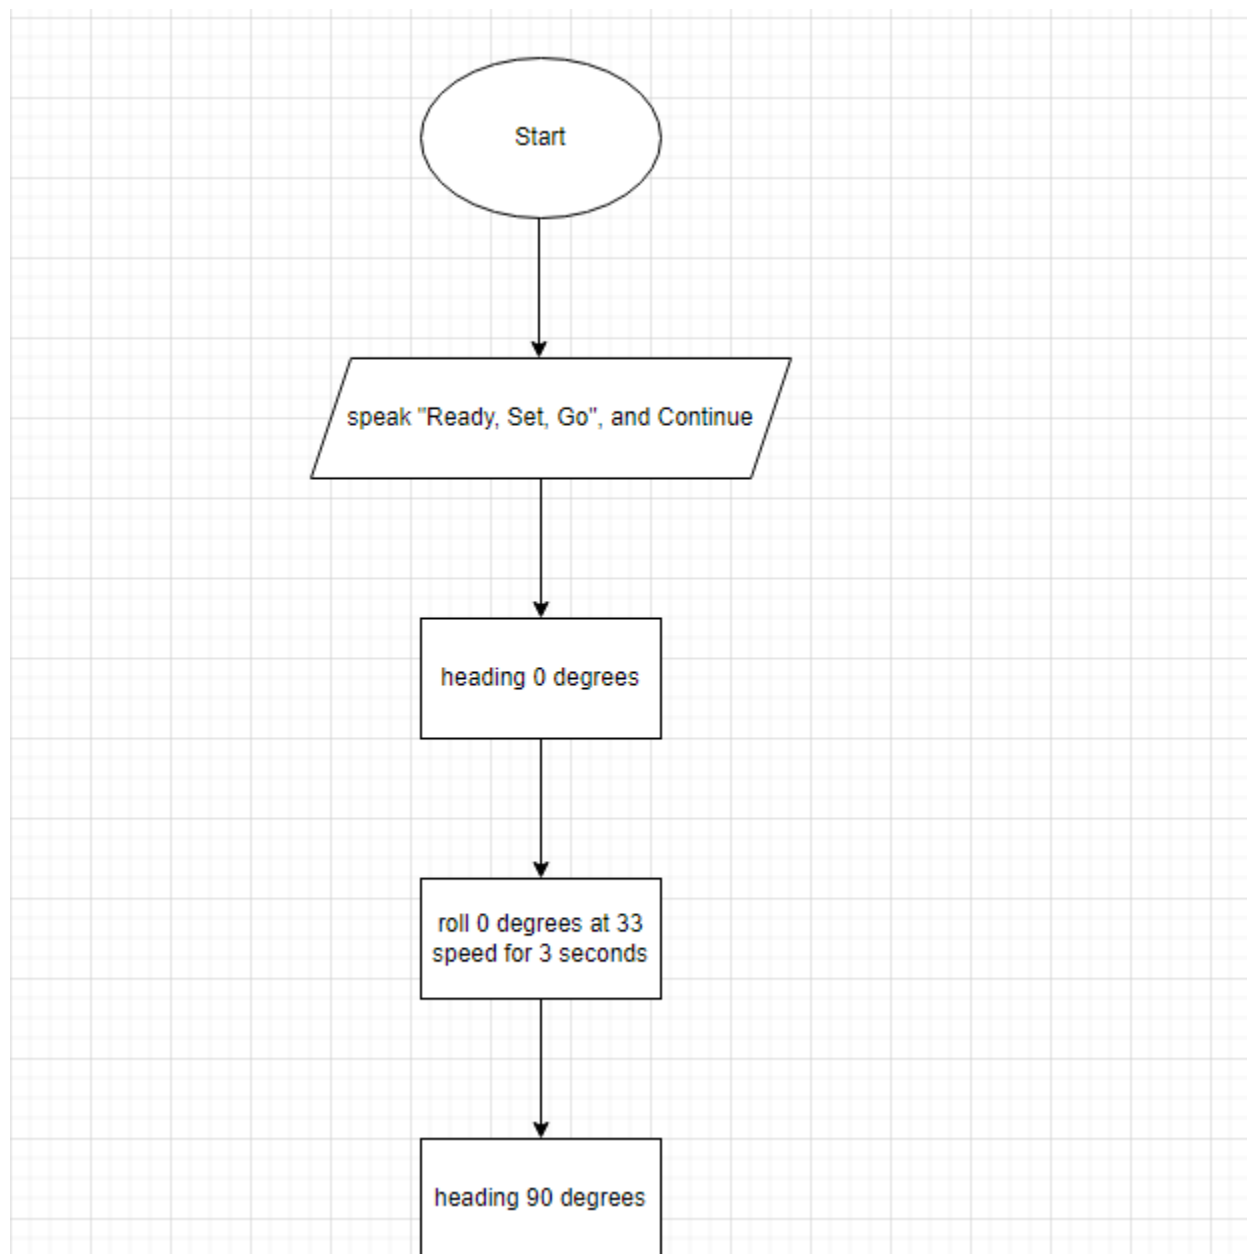 Start
speak "Ready, Set, Go", and Continue
heading 0 degrees
roll 0 degrees at 33
speed for 3 seconds
heading 90 degrees